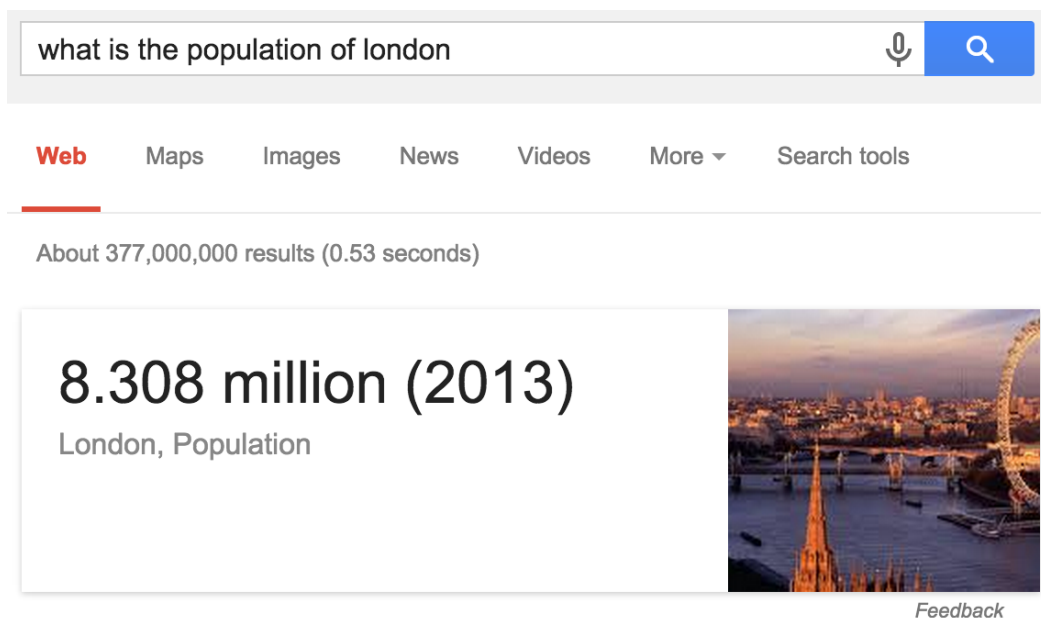 what is the population of london
Web Maps Images News Videos More Search tools
About 377,000,000 results (0.53 seconds)
8.308 million (2013)
London, Population
Feedback